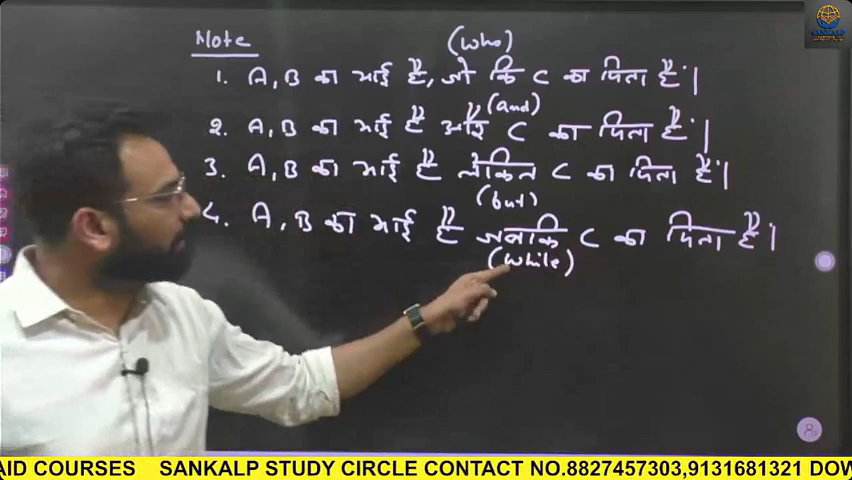 SANKALP
Note
(who)
1. A, B का भाई है, जो कि C का पिता है।
(and)
2. A, B का भाई है और C का पिता है।
3. A, B का भाई है लेकिन C का पिता है।
(but)
4. A, B का भाई है जबकि C का पिता है।
(while)
AID COURSES SANKALP STUDY CIRCLE CONTACT NO.8827457303,9131681321 DOW